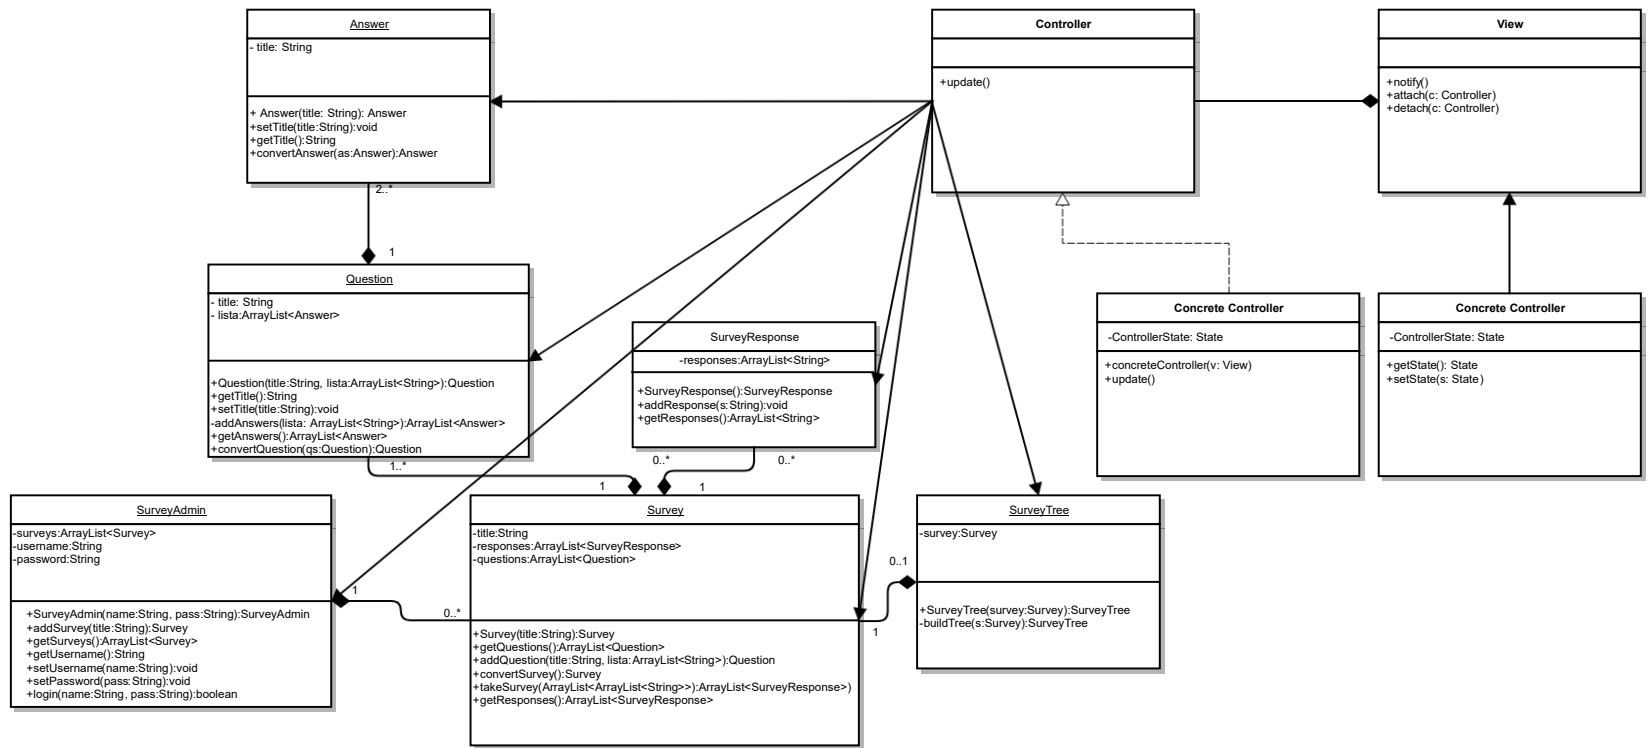 Answer
- title: String
+ Answer(title: String): Answer
+setTitle(title:String):void
+getTitle():String
+convertAnswer(as:Answer):Answer
2..*
1
Controller
+update()
View
+notify()
+attach(c: Controller)
+detach(c: Controller)
Question
- title: String
- lista:ArrayList<Answer>
+Question(title:String, lista:ArrayList<String>):Question
+getTitle():String
+setTitle(title:String):void
-addAnswers(lista: ArrayList<String>):ArrayList<Answer>
+getAnswers():ArrayList<Answer>
+convertQuestion(qs:Question):Question
1..*
1
SurveyResponse
-responses:ArrayList<String>
+SurveyResponse():SurveyResponse
+addResponse(s:String):void
+getResponses():ArrayList<String>
0..*
0..*
1
Concrete Controller
-ControllerState: State
+concreteController(v: View)
+update()
Concrete Controller
-ControllerState: State
+getState(): State
+setState(s: State)
SurveyAdmin
-surveys:ArrayList<Survey>
-username:String
-password:String
+SurveyAdmin(name:String, pass:String):SurveyAdmin
+addSurvey(title:String):Survey
+getSurveys():ArrayList<Survey>
+getUsername():String
+setUsername(name:String):void
+setPassword(pass:String):void
+login(name:String, pass:String):boolean
1
0..*
Survey
-title:String
-responses:ArrayList<SurveyResponse>
-questions:ArrayList<Question>
+Survey(title:String):Survey
+getQuestions():ArrayList<Question>
+addQuestion(title:String, lista:ArrayList<String>):Question
+convertSurvey():Survey
+takeSurvey(ArrayList<ArrayList<String>>):ArrayList<SurveyResponse>)
+getResponses():ArrayList<SurveyResponse>
0..1
1
SurveyTree
-survey:Survey
+SurveyTree(survey:Survey):SurveyTree
-buildTree(s:Survey):SurveyTree